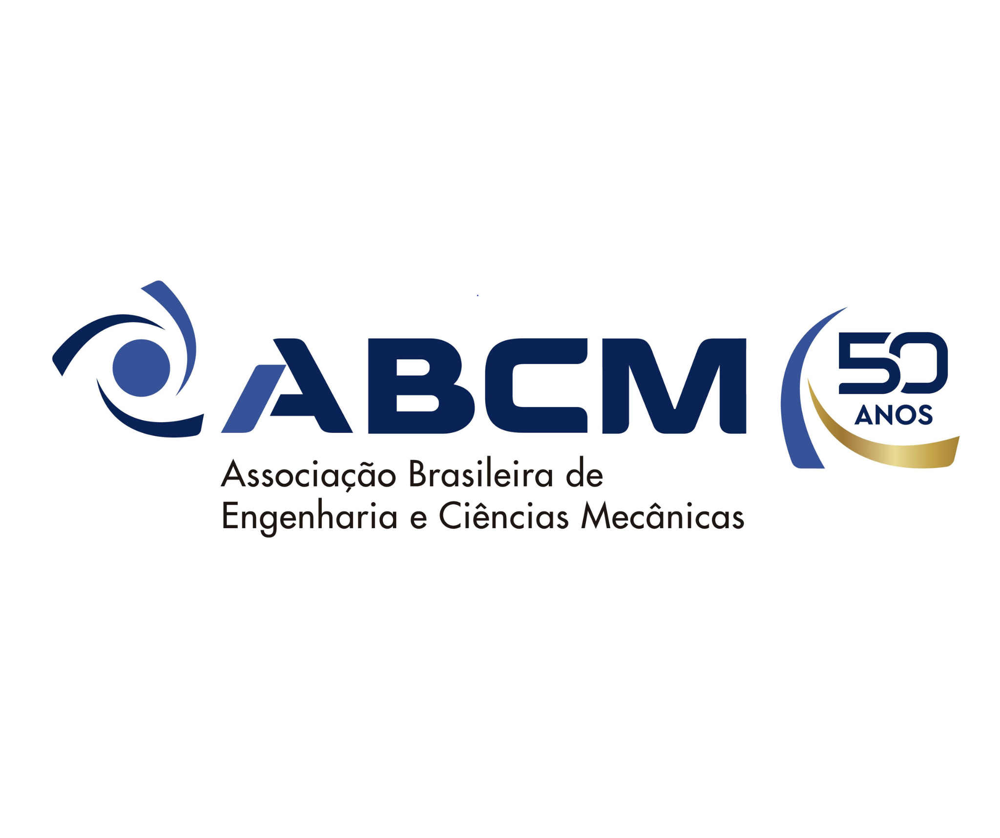 ABCM
50
ANOS
Associação Brasileira de
Engenharia e Ciências Mecânicas